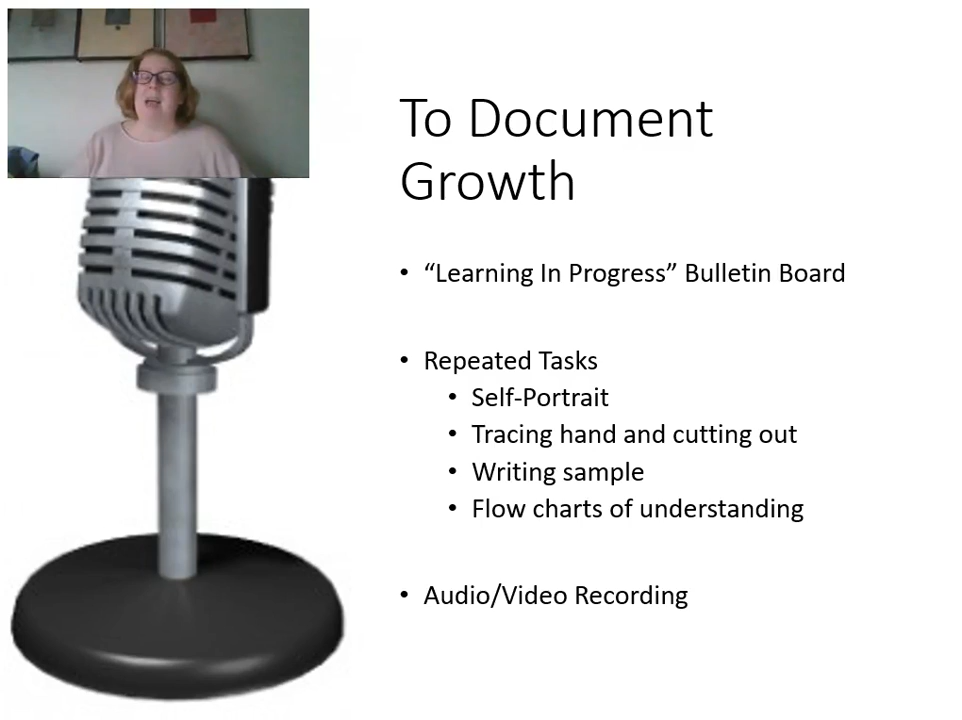 To Document
Growth
• “Learning In Progress” Bulletin Board
• Repeated Tasks
• Self-Portrait
• Tracing hand and cutting out
• Writing sample
• Flow charts of understanding
• Audio/Video Recording